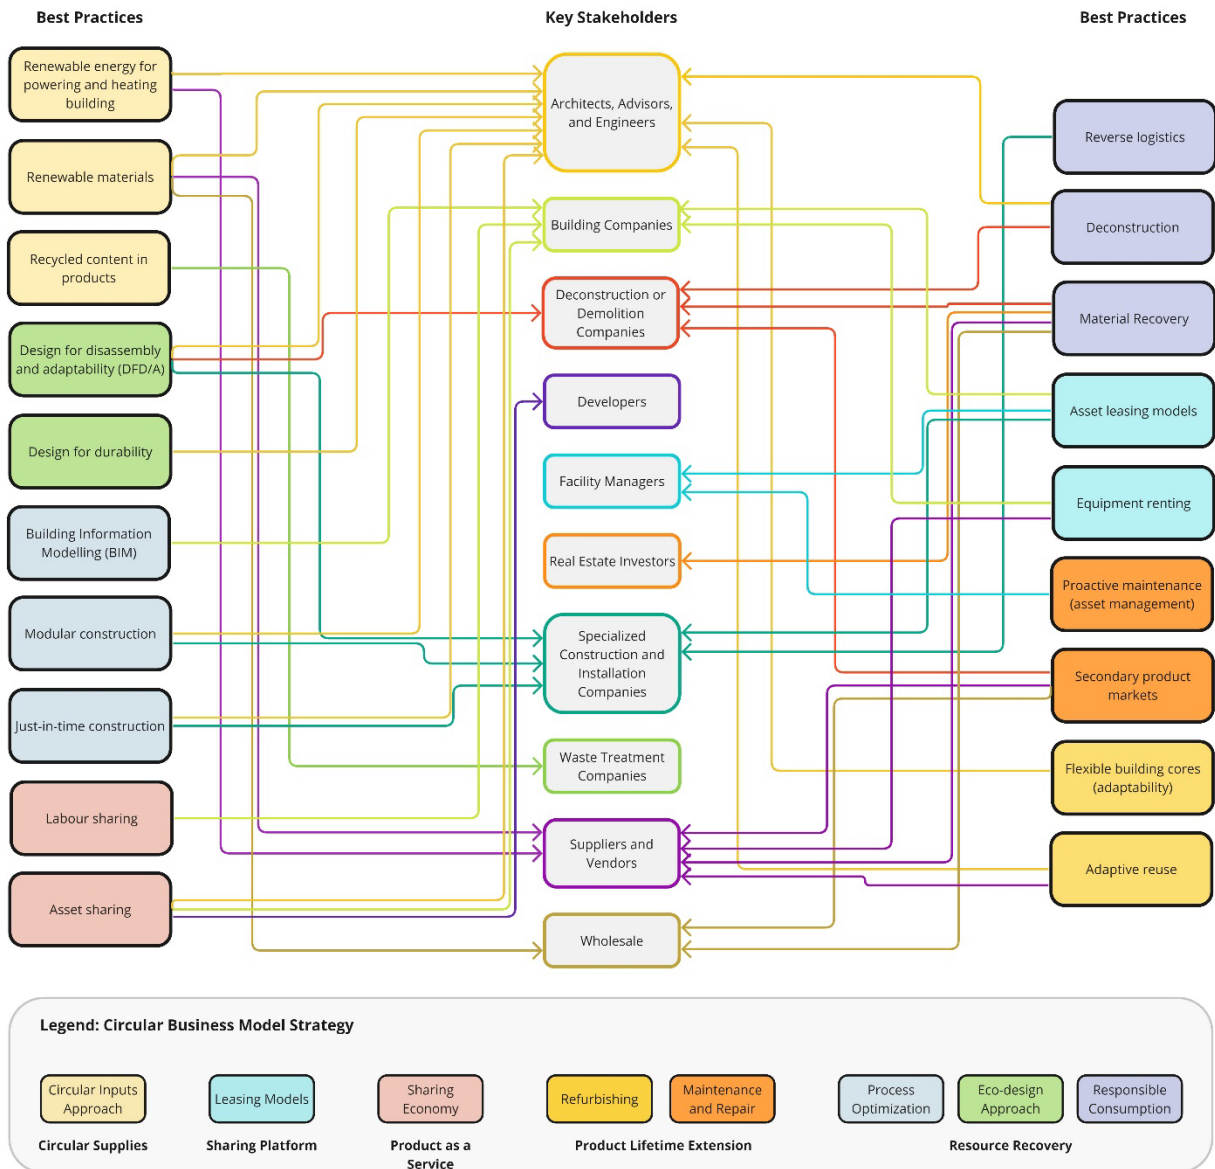 Best Practices
Key Stakeholders
Best Practices
Renewable energy for
powering and heating
building
Renewable materials
Recycled content in
products
Design for disassembly
and adaptability (DFD/A)
Design for durability
Building Information
Modelling (BIM)
Modular construction
Just-in-time construction
Labour sharing
Asset sharing
Architects, Advisors,
and Engineers
Building Companies
Deconstruction or
Demolition
Companies
Developers
Facility Managers
Real Estate Investors
Specialized
Construction and
Installation
Companies
Waste Treatment
Companies
Suppliers and
Vendors
Wholesale
Reverse logistics
Deconstruction
Material Recovery
Asset leasing models
Equipment renting
Proactive maintenance
(asset management)
Secondary product
markets
Flexible building cores
(adaptability)
Adaptive reuse
Legend: Circular Business Model Strategy
Circular Inputs
Approach
Circular Supplies
Leasing Models
Sharing Platform
Sharing
Economy
Product as a
Service
Refurbishing
Maintenance
and Repair
Product Lifetime Extension
Process
Optimization
Eco-design
Approach
Responsible
Consumption
Resource Recovery